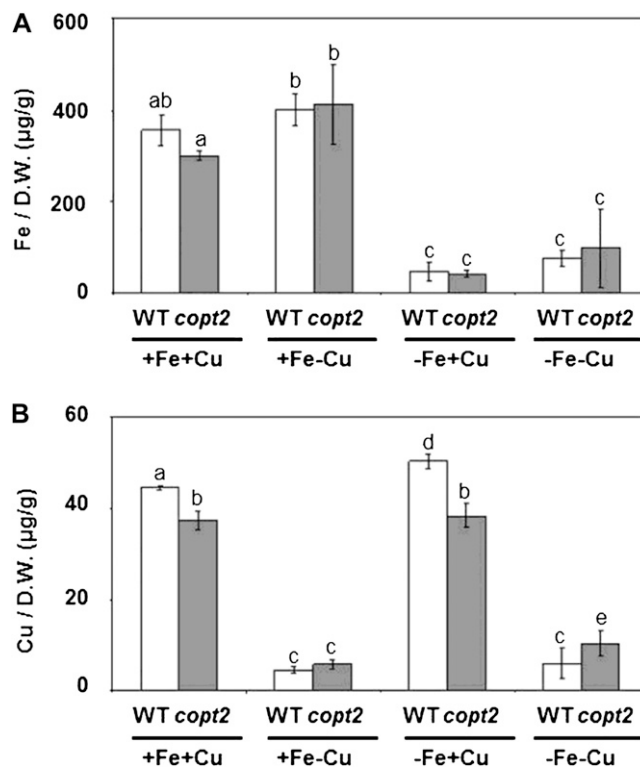 A
Fe / D.W. (µg/g)
600
400
200
0
ab a b b c c c c
WT copt2 WT copt2 WT copt2 WT copt2
+Fe+Cu +Fe-Cu -Fe+Cu -Fe-Cu
B
Cu / D.W. (µg/g)
60
40
20
0
a b c c d b c e
WT copt2 WT copt2 WT copt2 WT copt2
+Fe+Cu +Fe-Cu -Fe+Cu -Fe-Cu